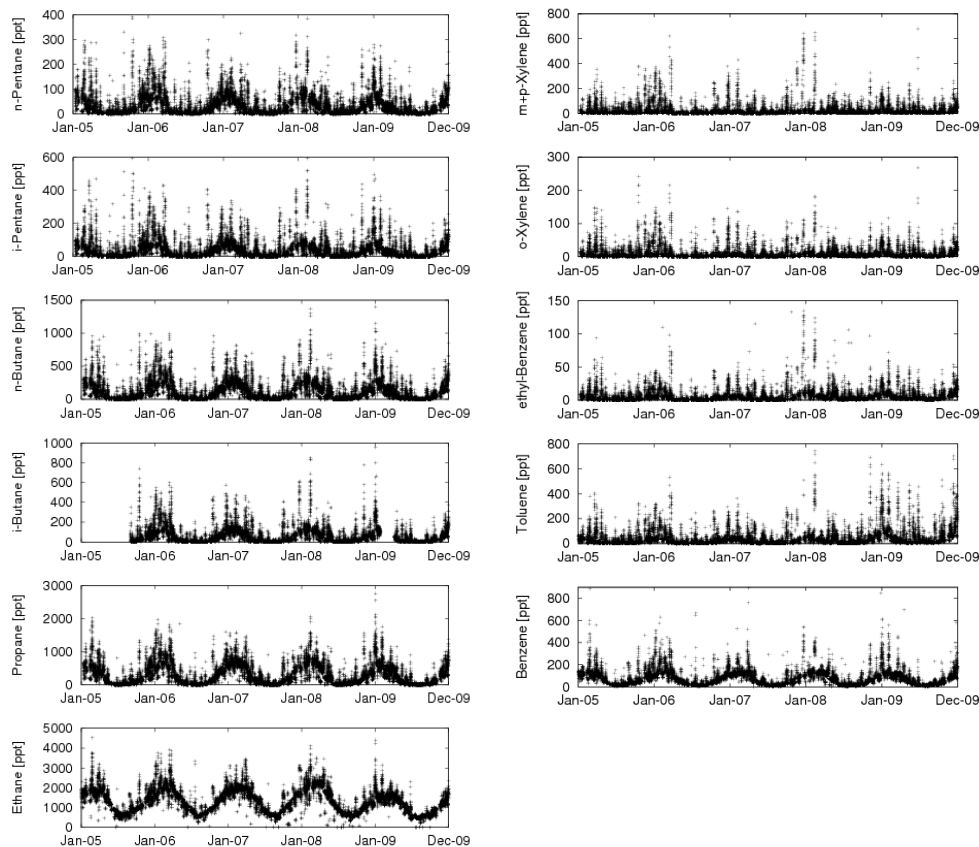 n-Pentane [ppt]
400
300
200
100
0
Jan-05 Jan-06 Jan-07 Jan-08 Jan-09 Dec-09
i-Pentane [ppt]
600
400
200
0
Jan-05 Jan-06 Jan-07 Jan-08 Jan-09 Dec-09
n-Butane [ppt]
1500
1000
500
0
Jan-05 Jan-06 Jan-07 Jan-08 Jan-09 Dec-09
i-Butane [ppt]
1000
800
600
400
200
0
Jan-05 Jan-06 Jan-07 Jan-08 Jan-09 Dec-09
Propane [ppt]
3000
2000
1000
0
Jan-05 Jan-06 Jan-07 Jan-08 Jan-09 Dec-09
Ethane [ppt]
5000
4000
3000
2000
1000
0
Jan-05 Jan-06 Jan-07 Jan-08 Jan-09 Dec-09
m+p-Xylene [ppt]
800
600
400
200
0
Jan-05 Jan-06 Jan-07 Jan-08 Jan-09 Dec-09
o-Xylene [ppt]
300
200
100
0
Jan-05 Jan-06 Jan-07 Jan-08 Jan-09 Dec-09
ethyl-Benzene [ppt]
150
100
50
0
Jan-05 Jan-06 Jan-07 Jan-08 Jan-09 Dec-09
Toluene [ppt]
800
600
400
200
0
Jan-05 Jan-06 Jan-07 Jan-08 Jan-09 Dec-09
Benzene [ppt]
800
600
400
200
0
Jan-05 Jan-06 Jan-07 Jan-08 Jan-09 Dec-09